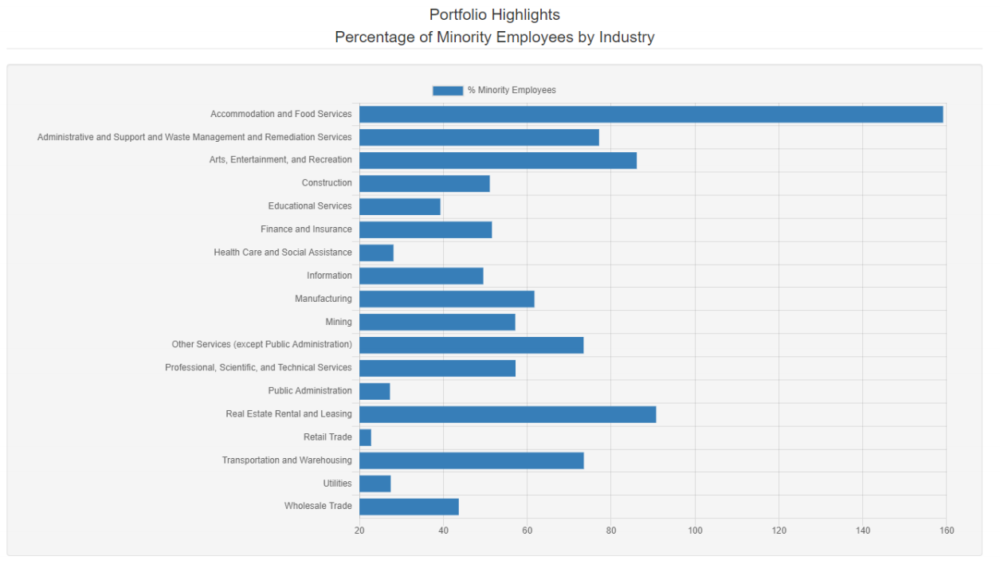 Portfolio Highlights
Percentage of Minority Employees by Industry
% Minority Employees
Accommodation and Food Services
Administrative and Support and Waste Management and Remediation Services
Arts, Entertainment, and Recreation
Construction
Educational Services
Finance and Insurance
Health Care and Social Assistance
Information
Manufacturing
Mining
Other Services (except Public Administration)
Professional, Scientific, and Technical Services
Public Administration
Real Estate Rental and Leasing
Retail Trade
Transportation and Warehousing
Utilities
Wholesale Trade
20 40 60 80 100 120 140 160